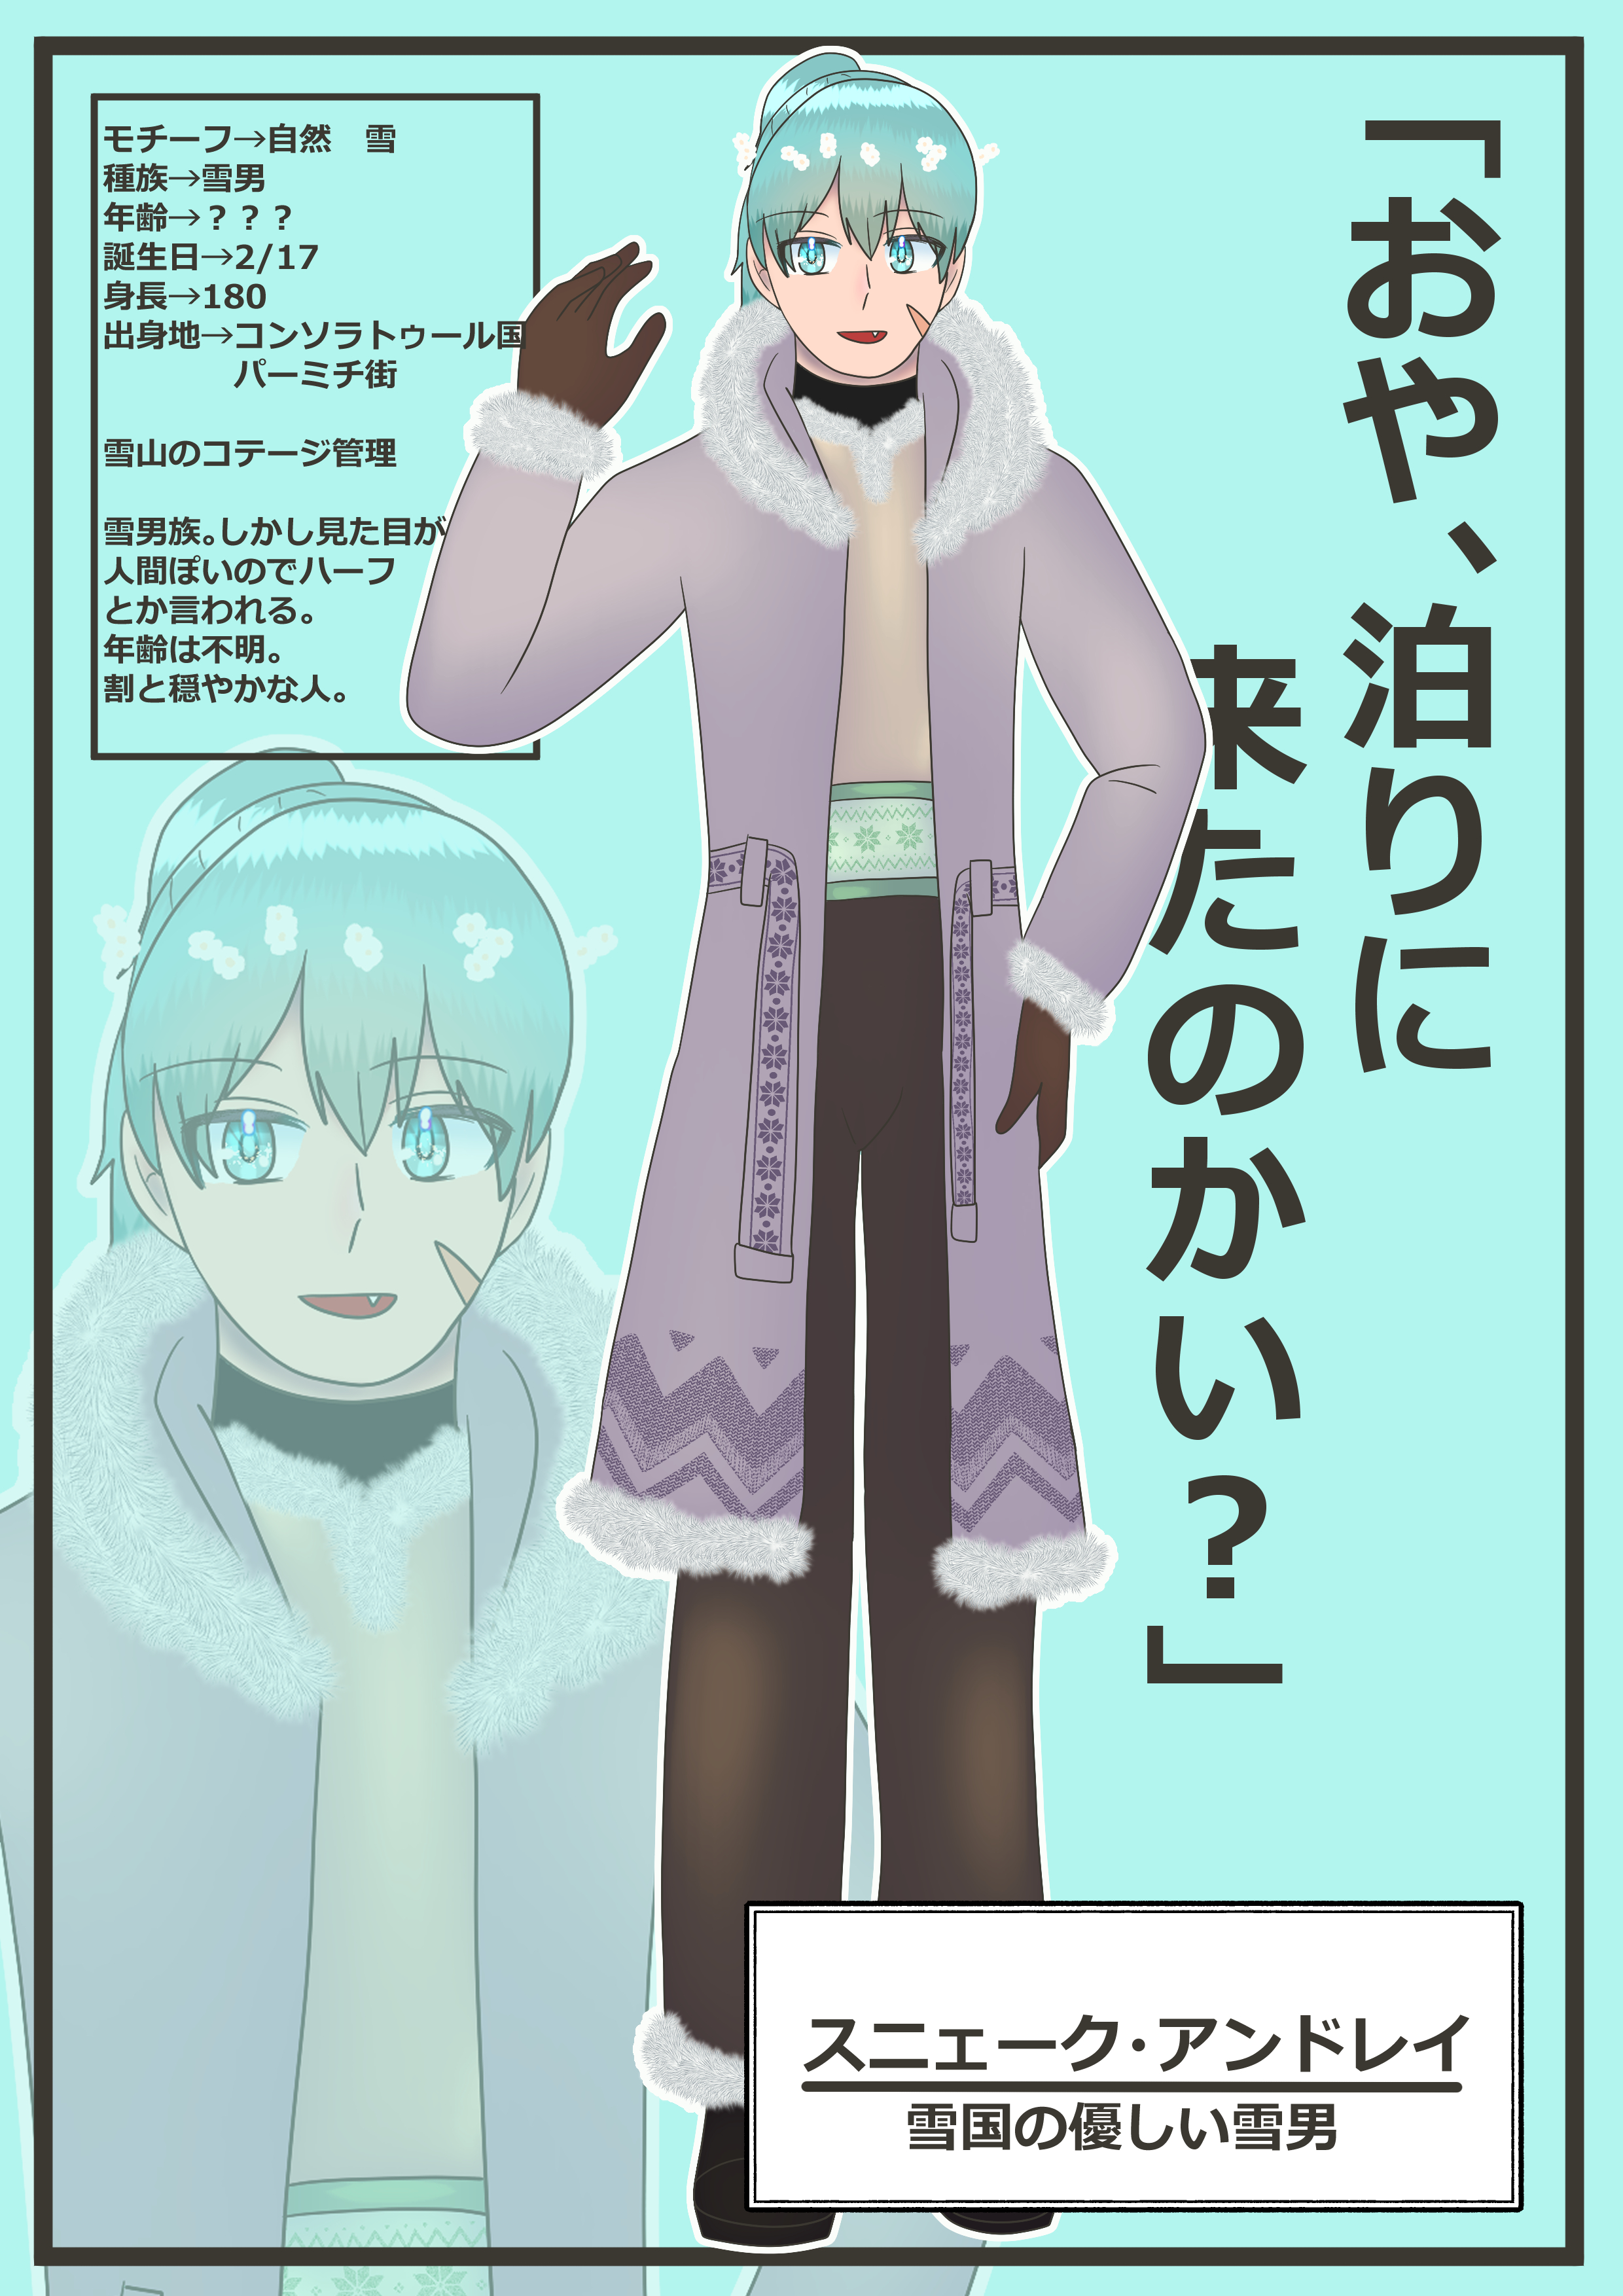 モチーフ→自然　雪
種族→雪男
年齢→？？？
誕生日→2/17
身長→180
出身地→コンソラトゥール国
パーミチ街
雪山のコテージ管理
雪男族。しかし見た目が
人間ぽいのでハーフ
とか言われる。
年齢は不明。
割と穏やかな人。
「おや、泊りに
来たのかい？」
スニェーク・アンドレイ
雪国の優しい雪男